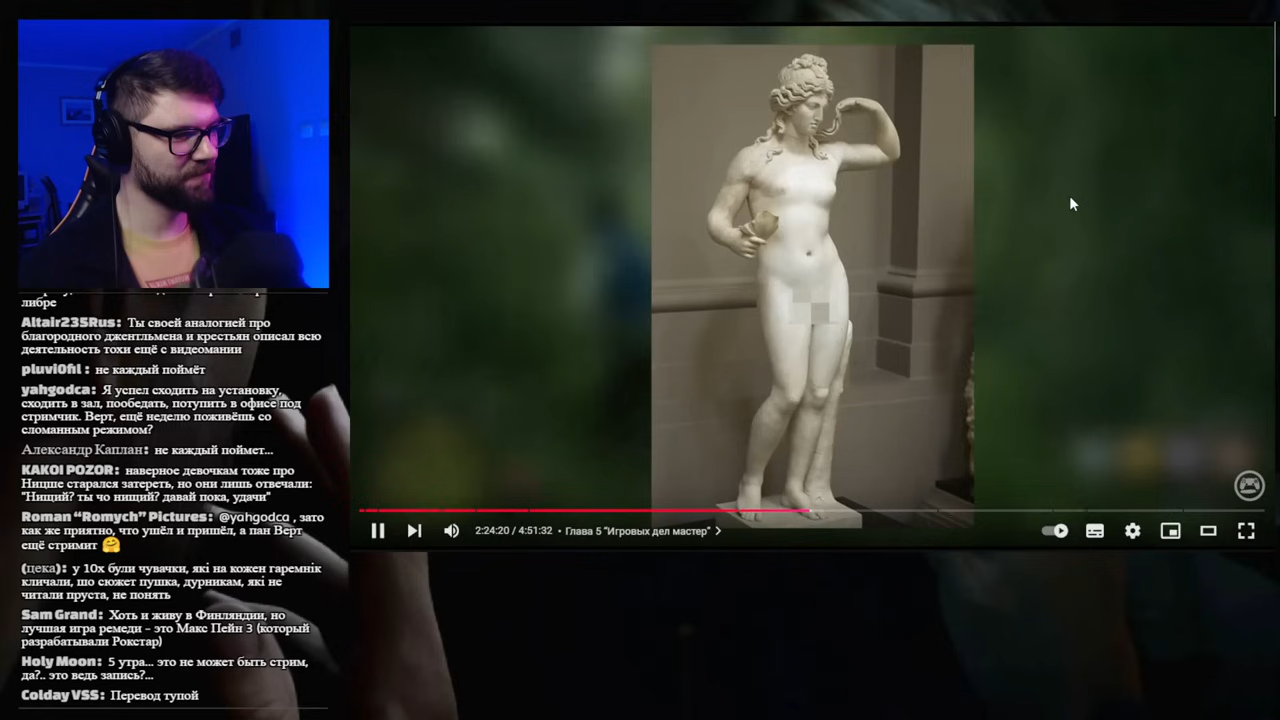 либре
Altair235Rus: Ты своей аналогией про
благородного джентльмена и крестьян описал всю
деятельность тохи ещё с видеомании
pluvi0fil : не каждый поймёт
yahgodca: Я успел сходить на установку,
сходить в зал, пообедать, потупить в офисе под
стримчик. Верт, ещё неделю поживёшь со
сломанным режимом?
Александр Каплан: не каждый поймет...
KAKOI POZOR: наверное девочкам тоже про
Ницше старался затереть, но они лишь отвечали:
"Нищий? ты чо нищий? давай пока, удачи"
Roman “Romych” Pictures: @yahgodca , зато
как же приятно, что ушёл и пришёл, а пан Верт
ещё стримит
(цека): у 10х були чувачки, які на кожен гаремнік
кличали, шо сюжет пушка, дурникам, які не
читали пруста, не понять
Sam Grand: Хоть и живу в Финляндии, но
лучшая игра ремеди - это Макс Пейн 3 (который
разрабатывали Рокстар)
Holy Moon: 5 утра... это не может быть стрим,
да?.. это ведь запись?...
Colday VSS: Перевод тупой
2:24:20 / 4:51:32 • Глава 5 “Игровых дел мастер”